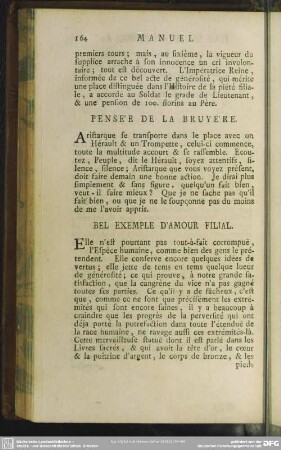 164 MANUEL
premiers tours ; mais, au sixième, la vigueur du
supplice arrache à son innocence un cri involon-
taire ; tout est découvert. L'Impératrice Reine,
informée de ce bel acte de générosité, qui mérite
une place distinguée dans l'Histoire de la piété filia-
le, a accordé au Soldat le grade de Lieutenant,
& une pension de 100. florins au Père.
PENSE'E DE LA BRUYERE.
Aristarque se transporte dans le place avec un
Hérault & un Trompette, celui-ci commence,
toute la multitude accourt & se rassemble. Ecou-
tez, Peuple, dit le Hérault, soyez attentifs, si-
lence, silence ; Aristarque que vous voyez présent,
doit faire demain une bonne action. Je dirai plus
simplement & sans figure, quelqu'un fait bien,
veut-il faire mieux ? Que je ne sache pas qu'il
fait bien, ou que je ne le soupçonne pas du moins
de me l'avoir appris.
BEL EXEMPLE D'AMOUR FILIAL.
Elle n'est pourtant pas tout-à-fait corrompuë,
l'Espéce humaine, comme bien des gens le pré-
tendent. Elle conserve encore quelques idées de
vertus ; elle jette de tems en tems quelque lueur
de générosité ; ce qui prouve, à notre grande sa-
tisfaction, que la cangréne du vice n'a pas gagné
toutes ses parties. Ce qu'il y a de fâcheux, c'est
que, comme ce ne sont que précisément les extré-
mités qui sont encore saines, il y a beaucoup à
craindre que les progrès de la perversité qui ont
déja porté la putrefaction dans toute l'étenduë de
la race humaine, ne ravage aussi ces extrémités-là.
Cette merveilleuse statuë dont il est parlé dans les
Livres sacrés, & qui avoit la tête d'or, le cœur
& la poitrine d'argent, le corps de bronze, & les
pieds